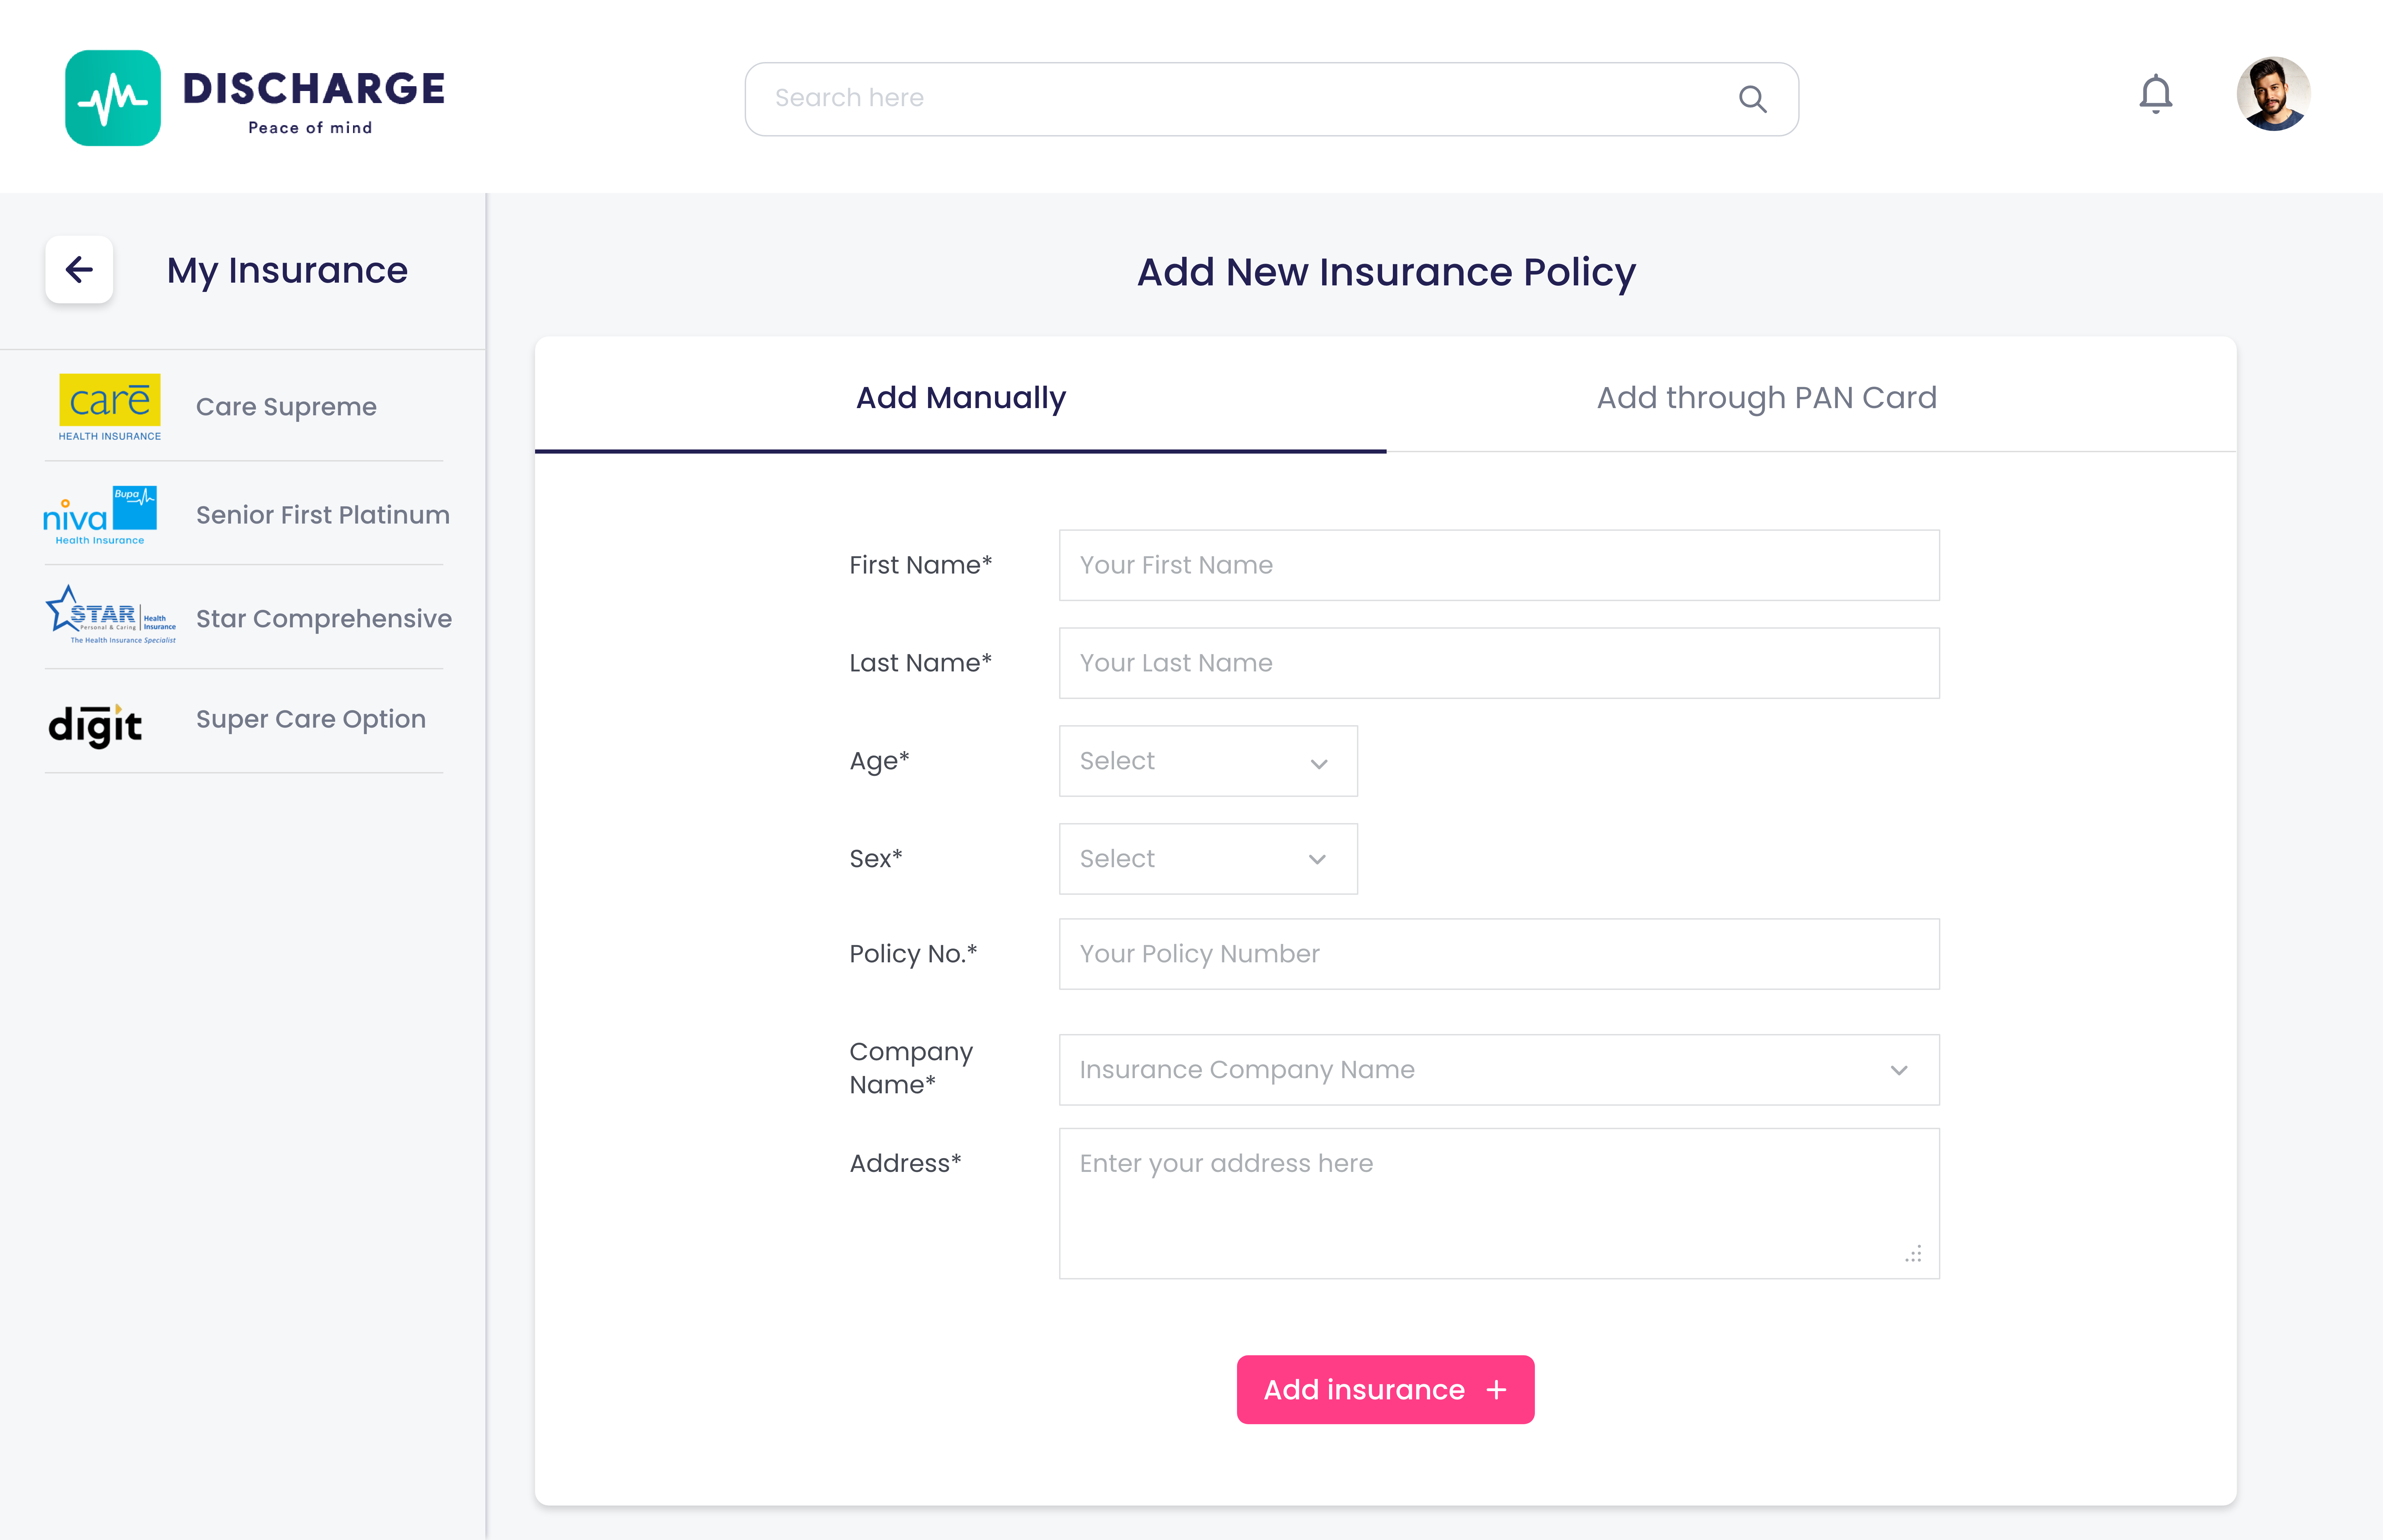 DISCHARGE
Peace of mind
Search here
My Insurance
care
HEALTH INSURANCE
Care Supreme
niva
Bupa
Health Insurance
Senior First Platinum
STAR
Health
Insurance
Personal & Caring
The Health Insurance Specialist
Star Comprehensive
digit
Super Care Option
Add New Insurance Policy
Add Manually
Add through PAN Card
First Name*
Your First Name
Last Name*
Your Last Name
Age*
Select
Sex*
Select
Policy No.*
Your Policy Number
Company
Name*
Insurance Company Name
Address*
Enter your address here
Add insurance +